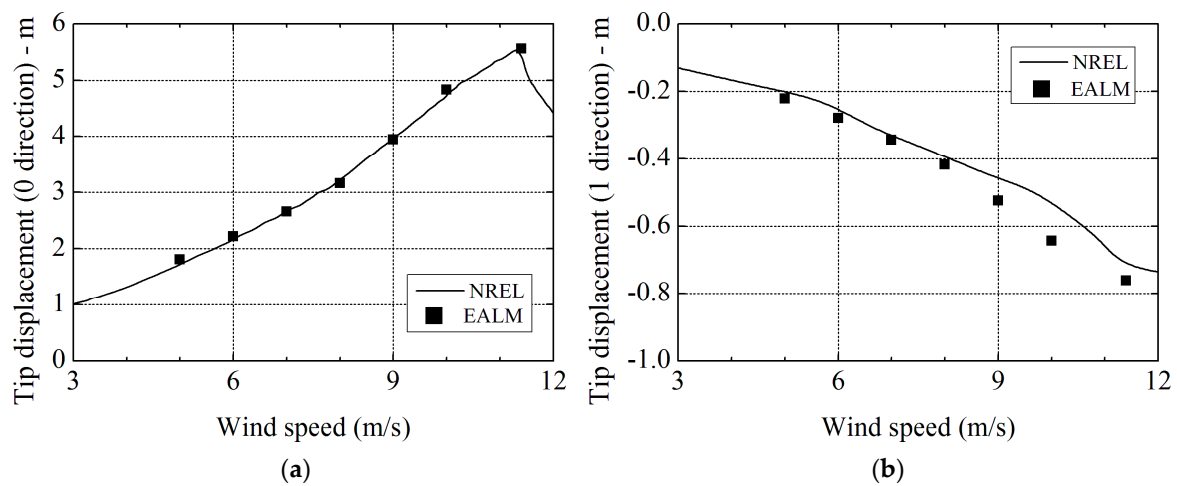 Tip displacement (0 direction) - m
6
5
4
3
2
1
0
3 6 9 12
Wind speed (m/s)
NREL
EALM
(a)
Tip displacement (1 direction) - m
0.0
-0.2
-0.4
-0.6
-0.8
-1.0
3 6 9 12
Wind speed (m/s)
NREL
EALM
(b)